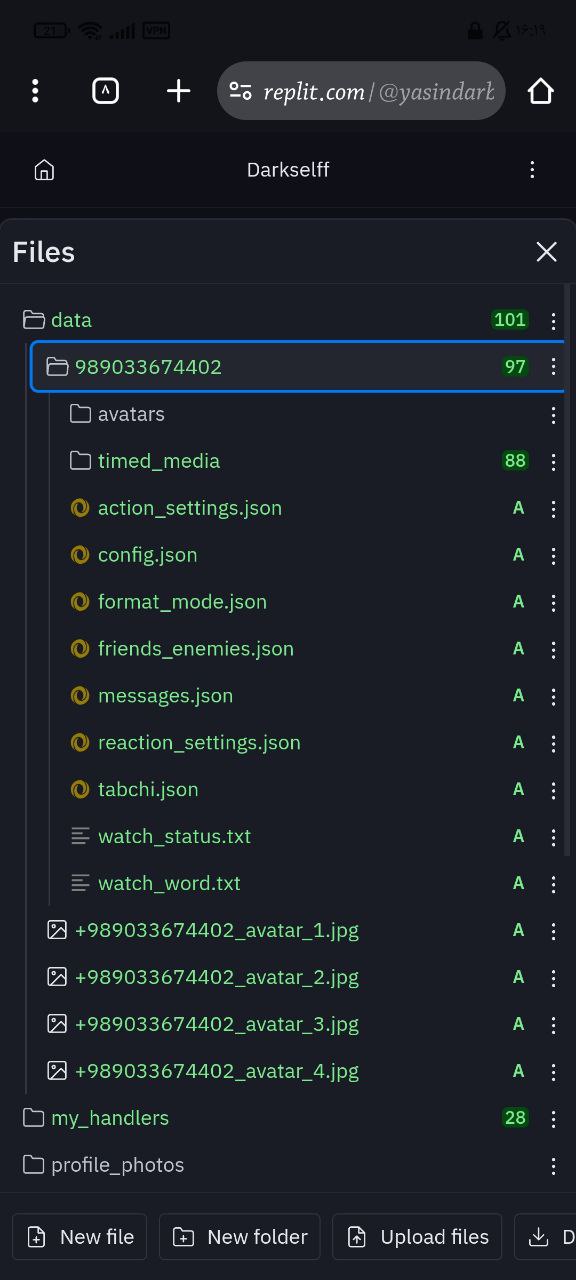 21 VPN ۱۶:۱۹
replit.com/@yasindark
Darkselff
Files
data 101
989033674402 97
avatars
timed_media 88
action_settings.json A
config.json A
format_mode.json A
friends_enemies.json A
messages.json A
reaction_settings.json A
tabchi.json A
watch_status.txt A
watch_word.txt A
+989033674402_avatar_1.jpg A
+989033674402_avatar_2.jpg A
+989033674402_avatar_3.jpg A
+989033674402_avatar_4.jpg A
my_handlers 28
profile_photos
New file New folder Upload files D